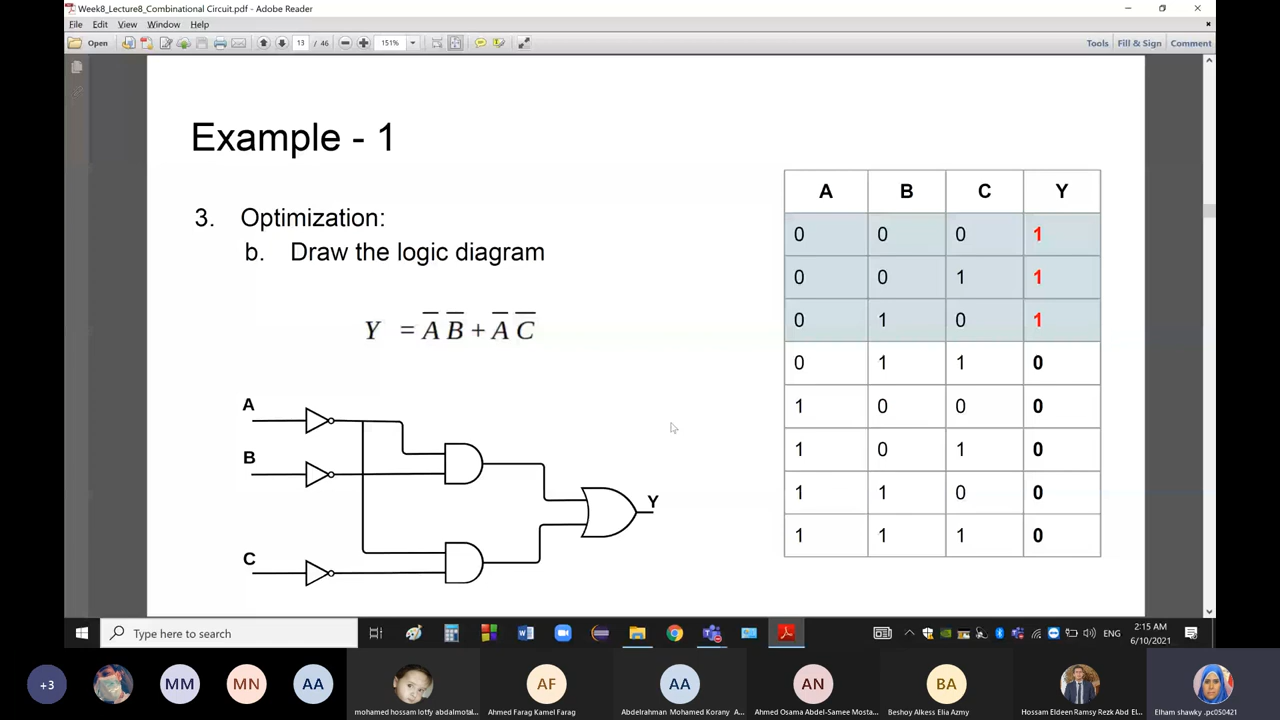 Week8_Lecture8_Combinational Circuit.pdf - Adobe Reader
File Edit View Window Help
Open 13 / 46 151% Tools Fill & Sign Comment
Example - 1
3. Optimization:
b. Draw the logic diagram
Y = A̅ B̅ + A̅ C̅
A
B
C
Y
A B C Y
0 0 0 1
0 0 1 1
0 1 0 1
0 1 1 0
1 0 0 0
1 0 1 0
1 1 0 0
1 1 1 0
Type here to search
ENG
2:15 AM
6/10/2021
+3
MM
MN
AA
AF
AA
AN
BA
mohamed hossam lotfy abdalmotal...
Ahmed Farag Kamel Farag
Abdelrahman Mohamed Korany A...
Ahmed Osama Abdel-Samee Mosta...
Beshoy Alkess Elia Azmy
Hossam Eldeen Ramsy Rezk Abd El...
Elham shawky .pc050421